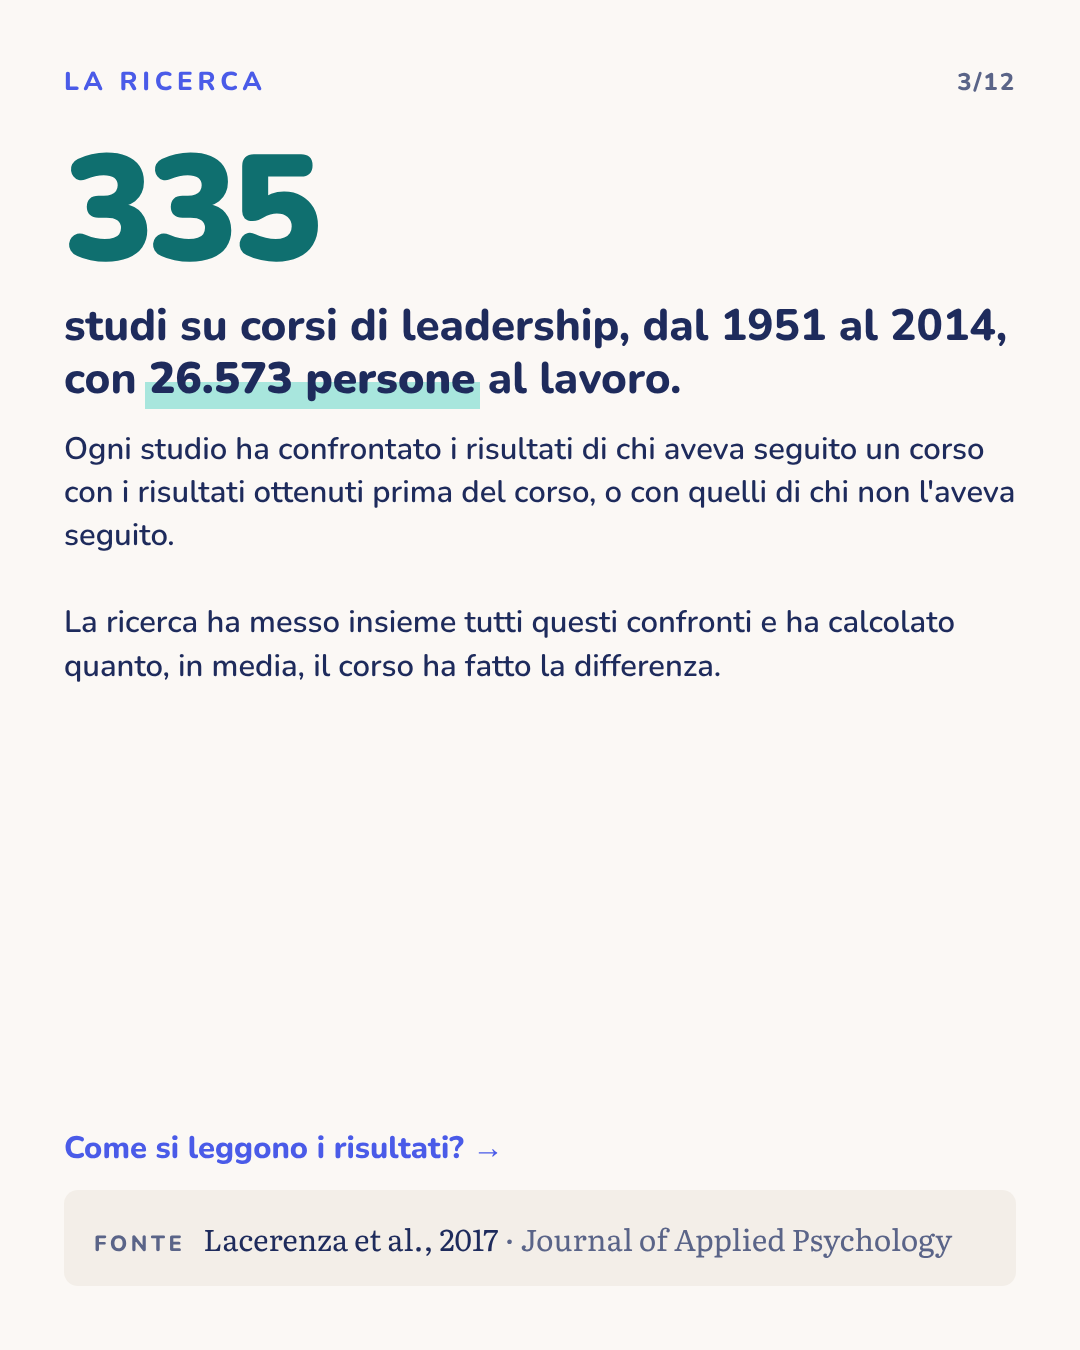 LA RICERCA
3/12
335
studi su corsi di leadership, dal 1951 al 2014,
con 26.573 persone al lavoro.
Ogni studio ha confrontato i risultati di chi aveva seguito un corso
con i risultati ottenuti prima del corso, o con quelli di chi non l'aveva
seguito.
La ricerca ha messo insieme tutti questi confronti e ha calcolato
quanto, in media, il corso ha fatto la differenza.
Come si leggono i risultati? →
FONTE Lacerenza et al., 2017 · Journal of Applied Psychology